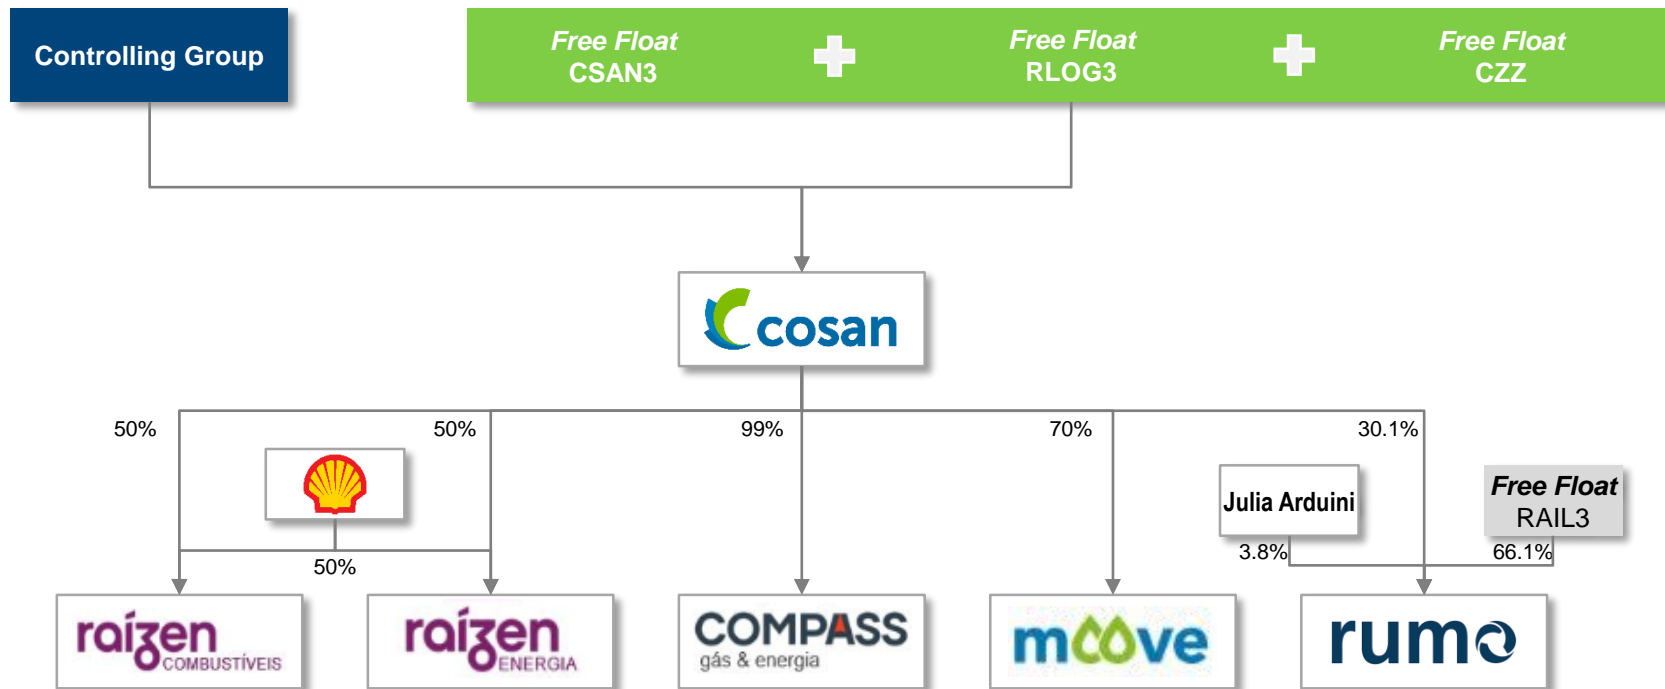 Controlling Group
Free Float
CSAN3
Free Float
RLOG3
Free Float
CZZ
cosan
50%
50%
99%
70%
30.1%
Julia Arduini
Free Float
RAIL3
50%
3.8%
66.1%
raízen
COMBUSTÍVEIS
raízen
ENERGIA
COMPASS
gás & energia
moove
rumo